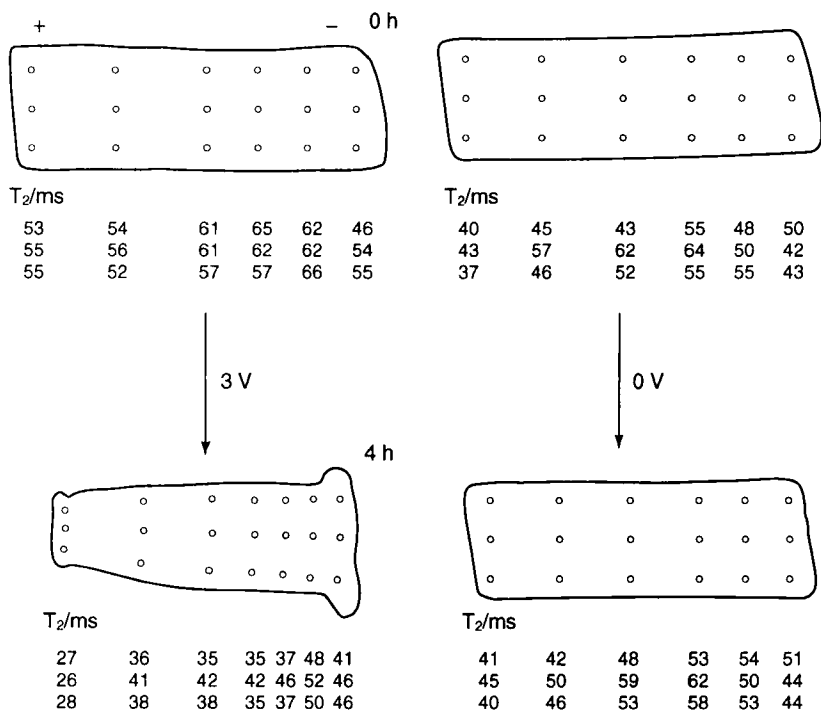 + − 0 h
T₂/ms
53 54 61 65 62 46
55 56 61 62 62 54
55 52 57 57 66 55
40 45 43 55 48 50
43 57 62 64 50 42
37 46 52 55 55 43
3 V
0 V
4 h
T₂/ms
27 36 35 35 37 48 41
26 41 42 42 46 52 46
28 38 38 35 37 50 46
T₂/ms
41 42 48 53 54 51
45 50 59 62 50 44
40 46 53 58 53 44